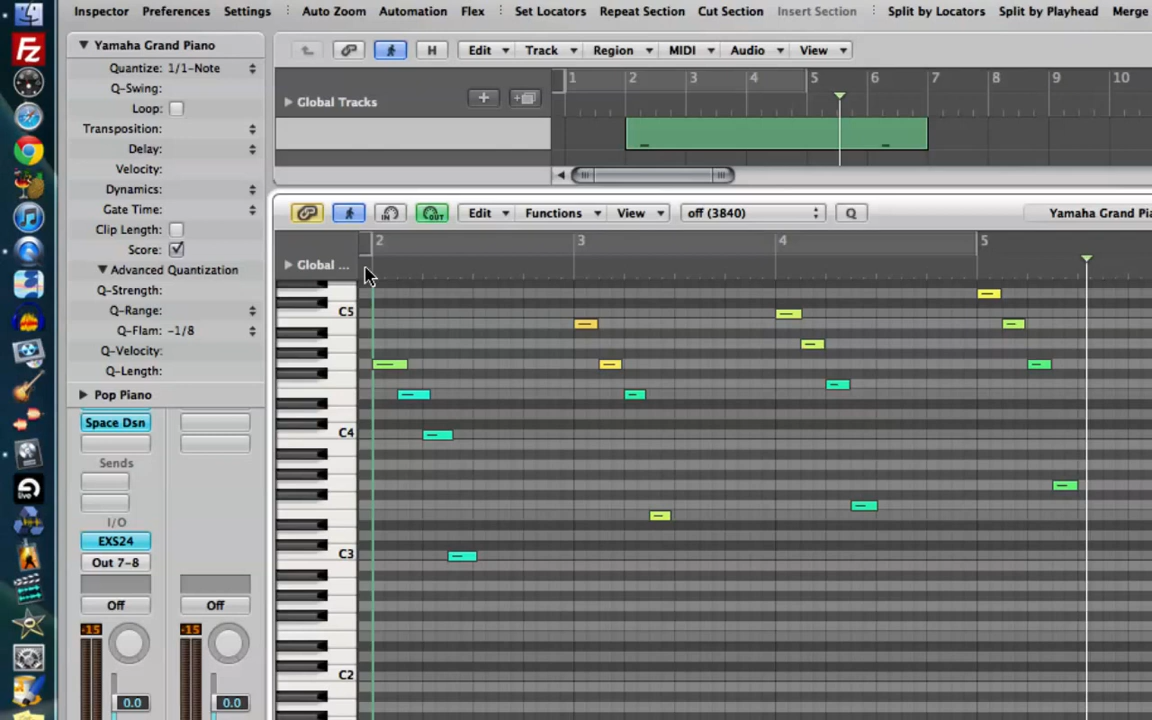 Inspector Preferences Settings Auto Zoom Automation Flex Set Locators Repeat Section Cut Section Insert Section Split by Locators Split by Playhead Merge
Yamaha Grand Piano
Quantize: 1/1-Note
Q-Swing:
Loop:
Transposition:
Delay:
Velocity:
Dynamics:
Gate Time:
Clip Length:
Score:
Advanced Quantization
Q-Strength:
Q-Range:
Q-Flam: -1/8
Q-Velocity:
Q-Length:
Pop Piano
Space Dsn
Sends
I/O
EXS24
Out 7-8
Off Off
-15 -15
0.0 0.0
H Edit Track Region MIDI Audio View
1 2 3 4 5 6 7 8 9 10
Global Tracks
IN OUT Edit Functions View off (3840) Q Yamaha Grand Pia
2 3 4 5
Global ...
C5
C4
C3
C2
Fz
live